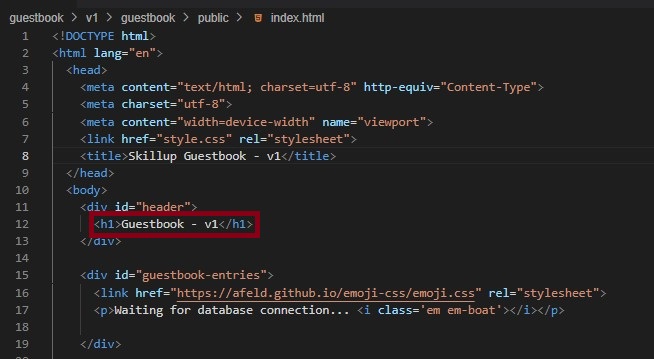 guestbook > v1 > guestbook > public > index.html
1 <!DOCTYPE html>
2 <html lang="en">
3 <head>
4 <meta content="text/html; charset=utf-8" http-equiv="Content-Type">
5 <meta charset="utf-8">
6 <meta content="width=device-width" name="viewport">
7 <link href="style.css" rel="stylesheet">
8 <title>Skillup Guestbook - v1</title>
9 </head>
10 <body>
11 <div id="header">
12 <h1>Guestbook - v1</h1>
13 </div>
14
15 <div id="guestbook-entries">
16 <link href="https://afeld.github.io/emoji-css/emoji.css" rel="stylesheet">
17 <p>Waiting for database connection... <i class='em em-boat'></i></p>
18
19 </div>